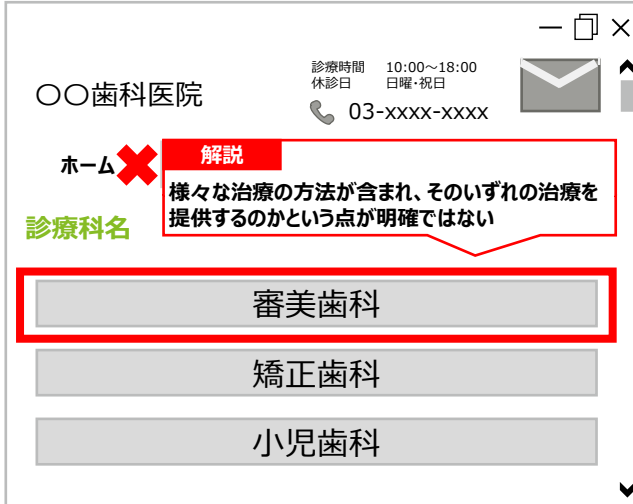 〇〇歯科医院
診療時間 10:00～18:00
休診日 日曜・祝日
03-xxxx-xxxx
ホーム
解説
様々な治療の方法が含まれ、そのいずれの治療を
提供するのかという点が明確ではない
診療科名
審美歯科
矯正歯科
小児歯科